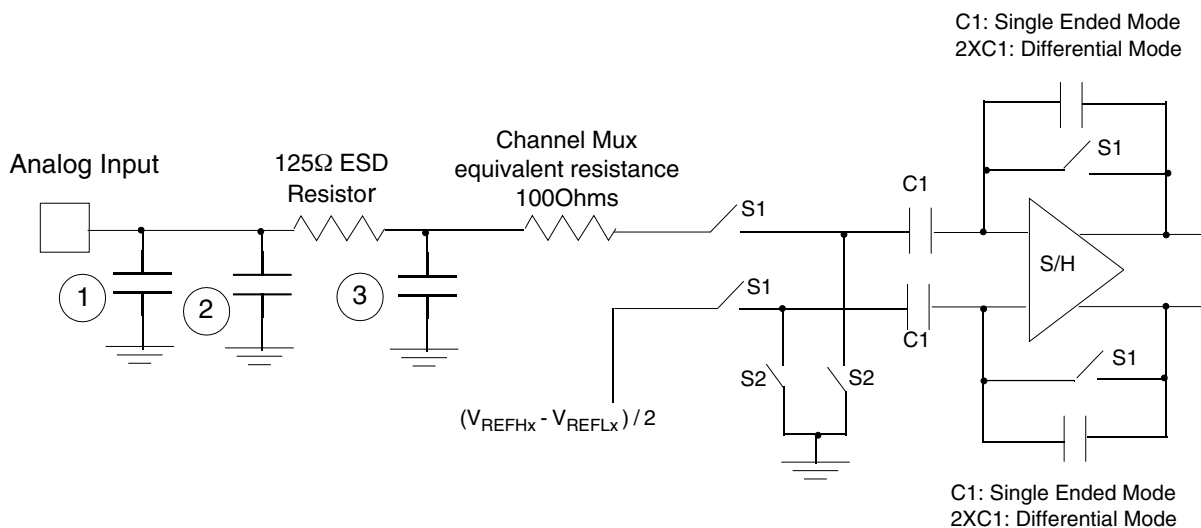 C1: Single Ended Mode
2XC1: Differential Mode
Analog Input
125Ω ESD
Resistor
Channel Mux
equivalent resistance
100Ohms
S1
C1
S1
S/H
1
2
3
S1
C1
S2
S2
S1
(VREFHx - VREFLx) / 2
C1: Single Ended Mode
2XC1: Differential Mode